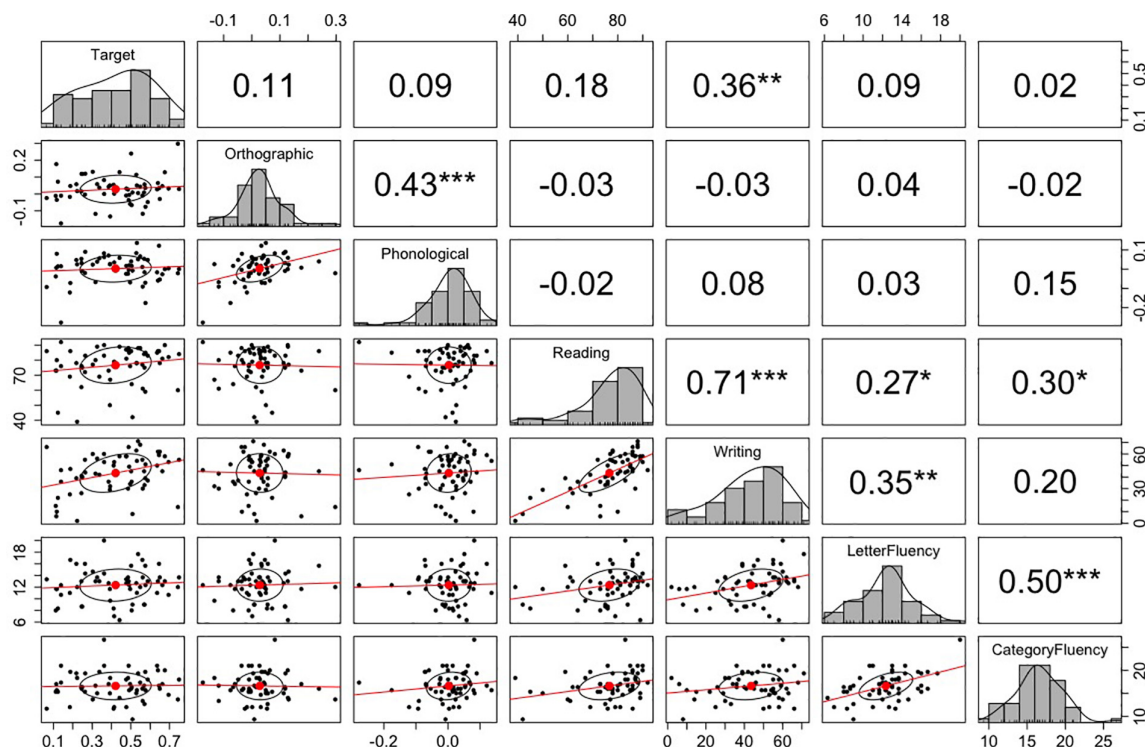 -0.1 0.1 0.3 40 60 80 6 10 14 18
Target 0.11 0.09 0.18 0.36** 0.09 0.02 0.1 0.5
-0.1 0.2 Orthographic 0.43*** -0.03 -0.03 0.04 -0.02
Phonological -0.02 0.08 0.03 0.15 -0.2 0.1
40 70 Reading 0.71*** 0.27* 0.30*
Writing 0.35** 0.20 0 30 60
6 12 18 LetterFluency 0.50***
CategoryFluency 10 20
0.1 0.3 0.5 0.7 -0.2 0.0 0 20 40 60 10 15 20 25